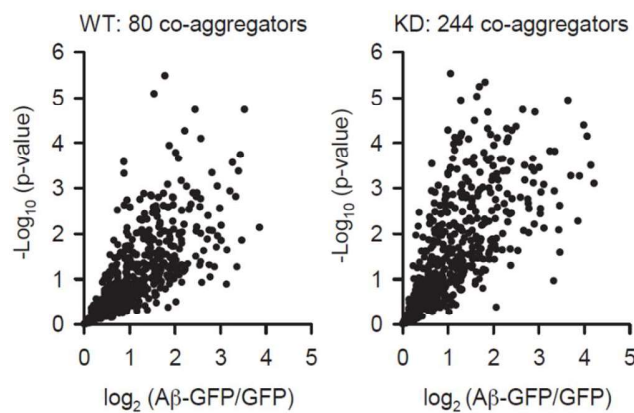 WT: 80 co-aggregators
-Log10 (p-value)
6
5
4
3
2
1
0
0 1 2 3 4 5
log2 (Aβ-GFP/GFP)
KD: 244 co-aggregators
-Log10 (p-value)
6
5
4
3
2
1
0
0 1 2 3 4 5
log2 (Aβ-GFP/GFP)